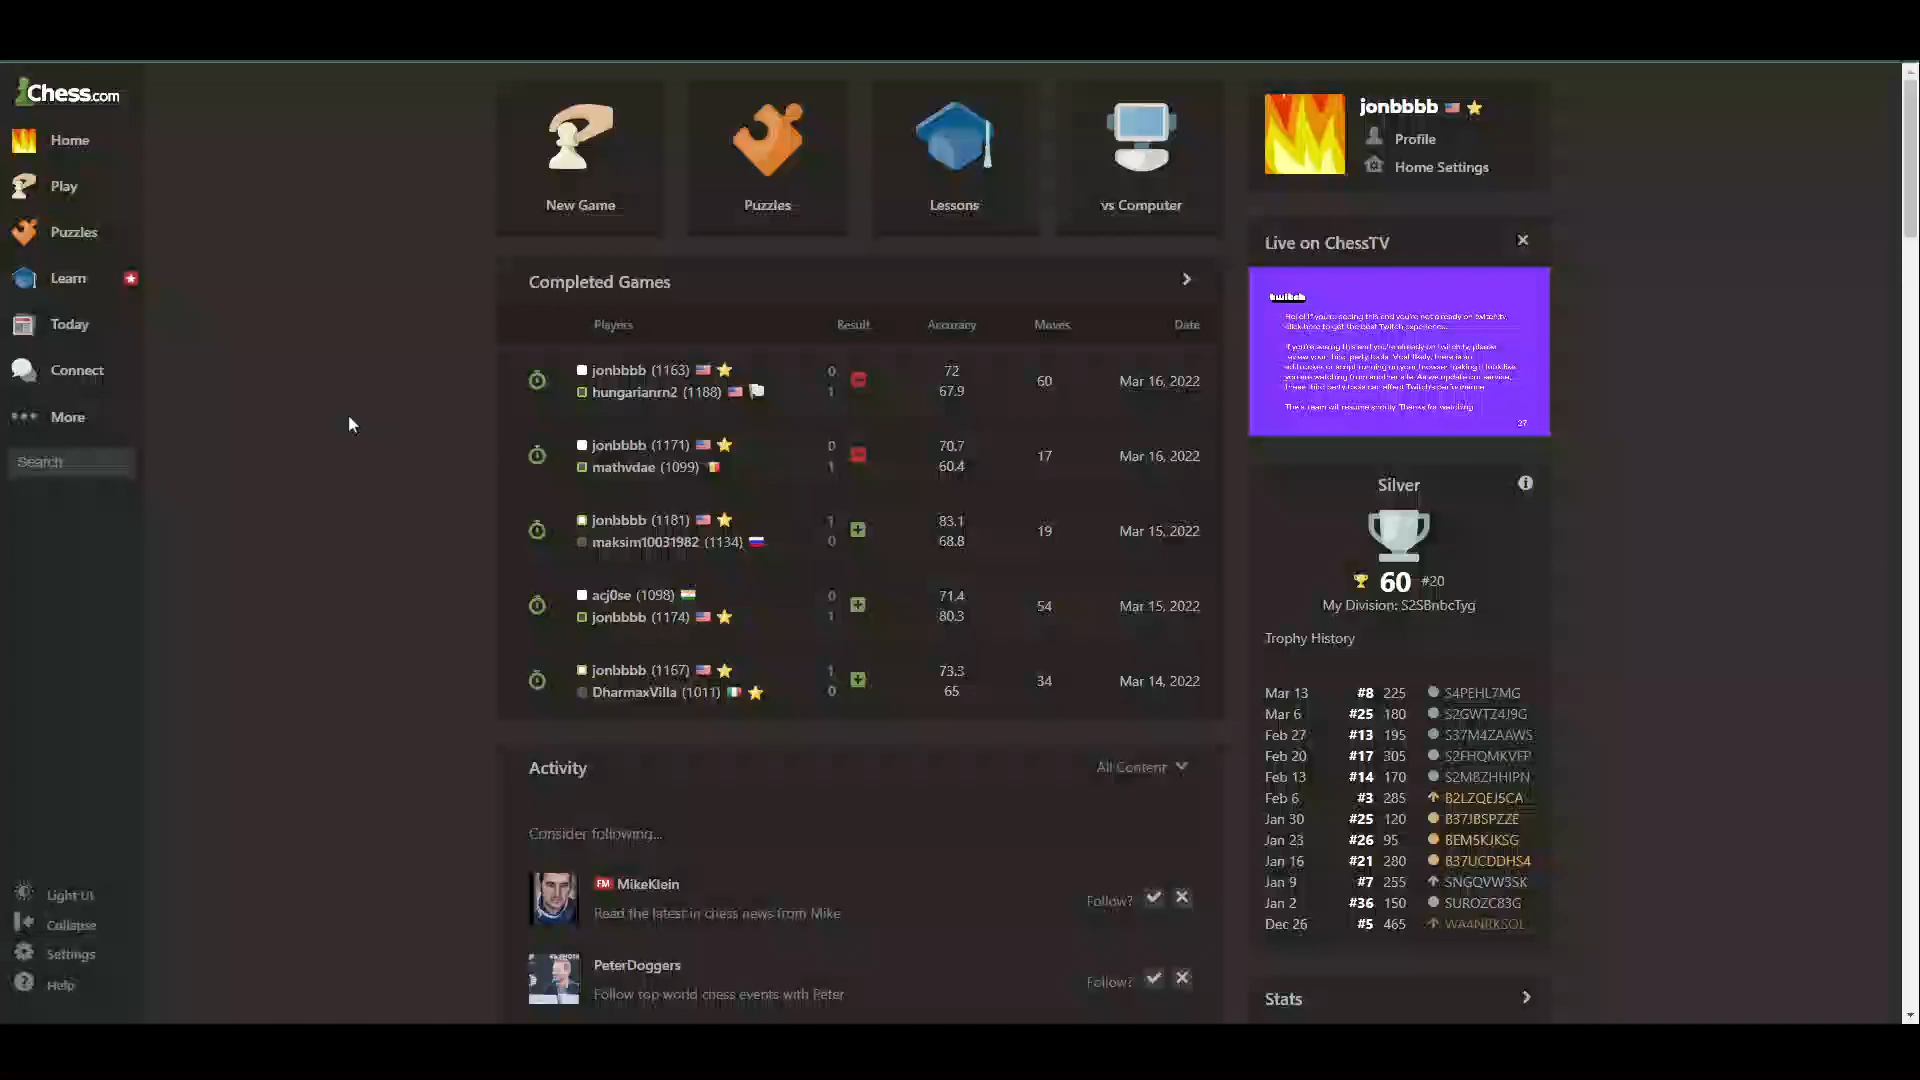 Chess.com
Home
Play
Puzzles
Learn
Today
Connect
More
Search
Light UI
Collapse
Settings
Help
New Game
Puzzles
Lessons
vs Computer
Completed Games
Players Result Accuracy Moves Date
jonbbbb (1163) 0 72
hungarianrn2 (1188) 1 67.9
60 Mar 16, 2022
jonbbbb (1171) 0 70.7
mathvdae (1099) 1 60.4
17 Mar 16, 2022
jonbbbb (1181) 1 83.1
maksim10031982 (1134) 0 68.8
19 Mar 15, 2022
acj0se (1098) 0 71.4
jonbbbb (1174) 1 80.3
54 Mar 15, 2022
jonbbbb (1167) 1 73.3
DharmaxVilla (1011) 0 65
34 Mar 14, 2022
Activity
All Content
Consider following...
FM MikeKlein
Read the latest in chess news from Mike
Follow?
PeterDoggers
Follow top world chess events with Peter
Follow?
jonbbbb
Profile
Home Settings
Live on ChessTV
twitch
27
Silver
60 #20
My Division: S2SBnbcTyg
Trophy History
Mar 13 #8 225 S4PEHL7MG
Mar 6 #25 180 S2GWTZ4J9G
Feb 27 #13 195 S37M4ZAAWS
Feb 20 #17 305 S2FHQMKVFP
Feb 13 #14 170 S2M8ZHHIPN
Feb 6 #3 285 B2LZQEJ5CA
Jan 30 #25 120 B37JBSPZZE
Jan 23 #26 95 BEM5KJKSG
Jan 16 #21 280 B37UCDDHS4
Jan 9 #7 255 SNGQVW3SK
Jan 2 #36 150 SUROZC83G
Dec 26 #5 465 WA4NRKSQL
Stats